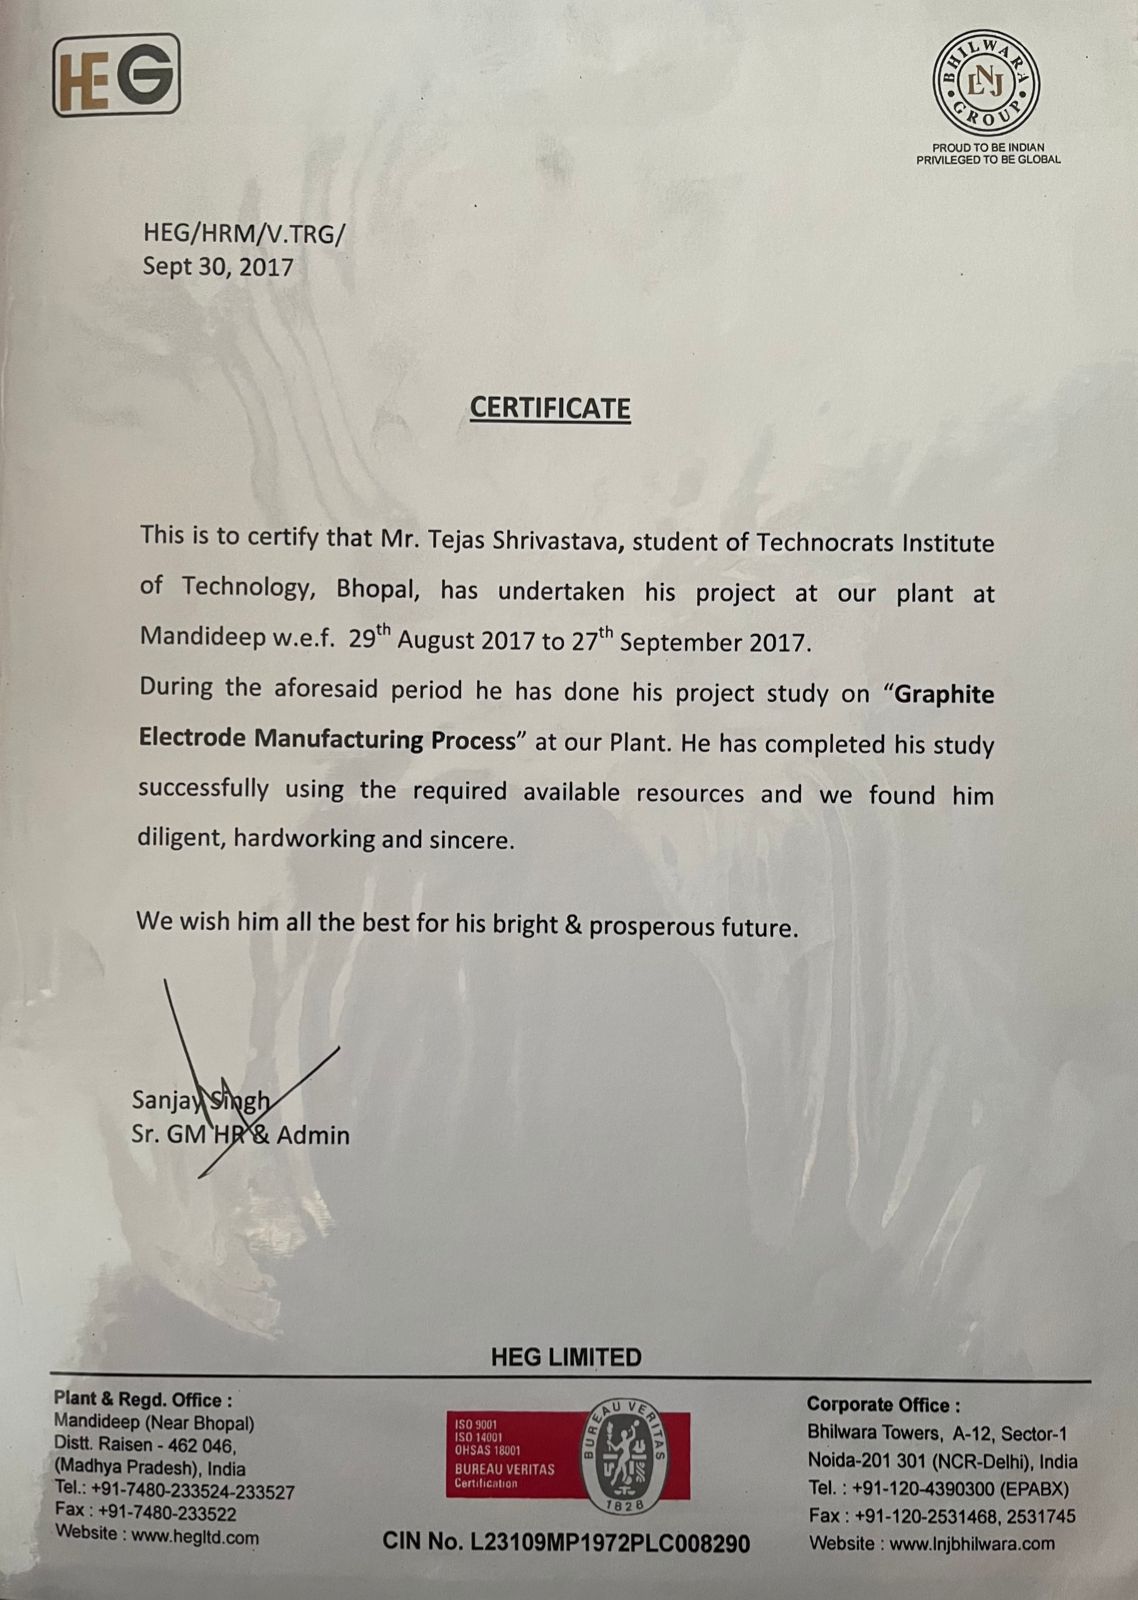 HEG
BHILWARA
LNJ
GROUP
PROUD TO BE INDIAN
PRIVILEGED TO BE GLOBAL
HEG/HRM/V.TRG/
Sept 30, 2017
CERTIFICATE
This is to certify that Mr. Tejas Shrivastava, student of Technocrats Institute
of Technology, Bhopal, has undertaken his project at our plant at
Mandideep w.e.f. 29th August 2017 to 27th September 2017.
During the aforesaid period he has done his project study on “Graphite
Electrode Manufacturing Process” at our Plant. He has completed his study
successfully using the required available resources and we found him
diligent, hardworking and sincere.
We wish him all the best for his bright & prosperous future.
Sanjay Singh
Sr. GM HR & Admin
HEG LIMITED
Plant & Regd. Office :
Mandideep (Near Bhopal)
Distt. Raisen - 462 046,
(Madhya Pradesh), India
Tel.: +91-7480-233524-233527
Fax : +91-7480-233522
Website : www.hegltd.com
ISO 9001
ISO 14001
OHSAS 18001
BUREAU VERITAS
Certification
BUREAU VERITAS
1828
CIN No. L23109MP1972PLC008290
Corporate Office :
Bhilwara Towers, A-12, Sector-1
Noida-201 301 (NCR-Delhi), India
Tel. : +91-120-4390300 (EPABX)
Fax : +91-120-2531468, 2531745
Website : www.lnjbhilwara.com